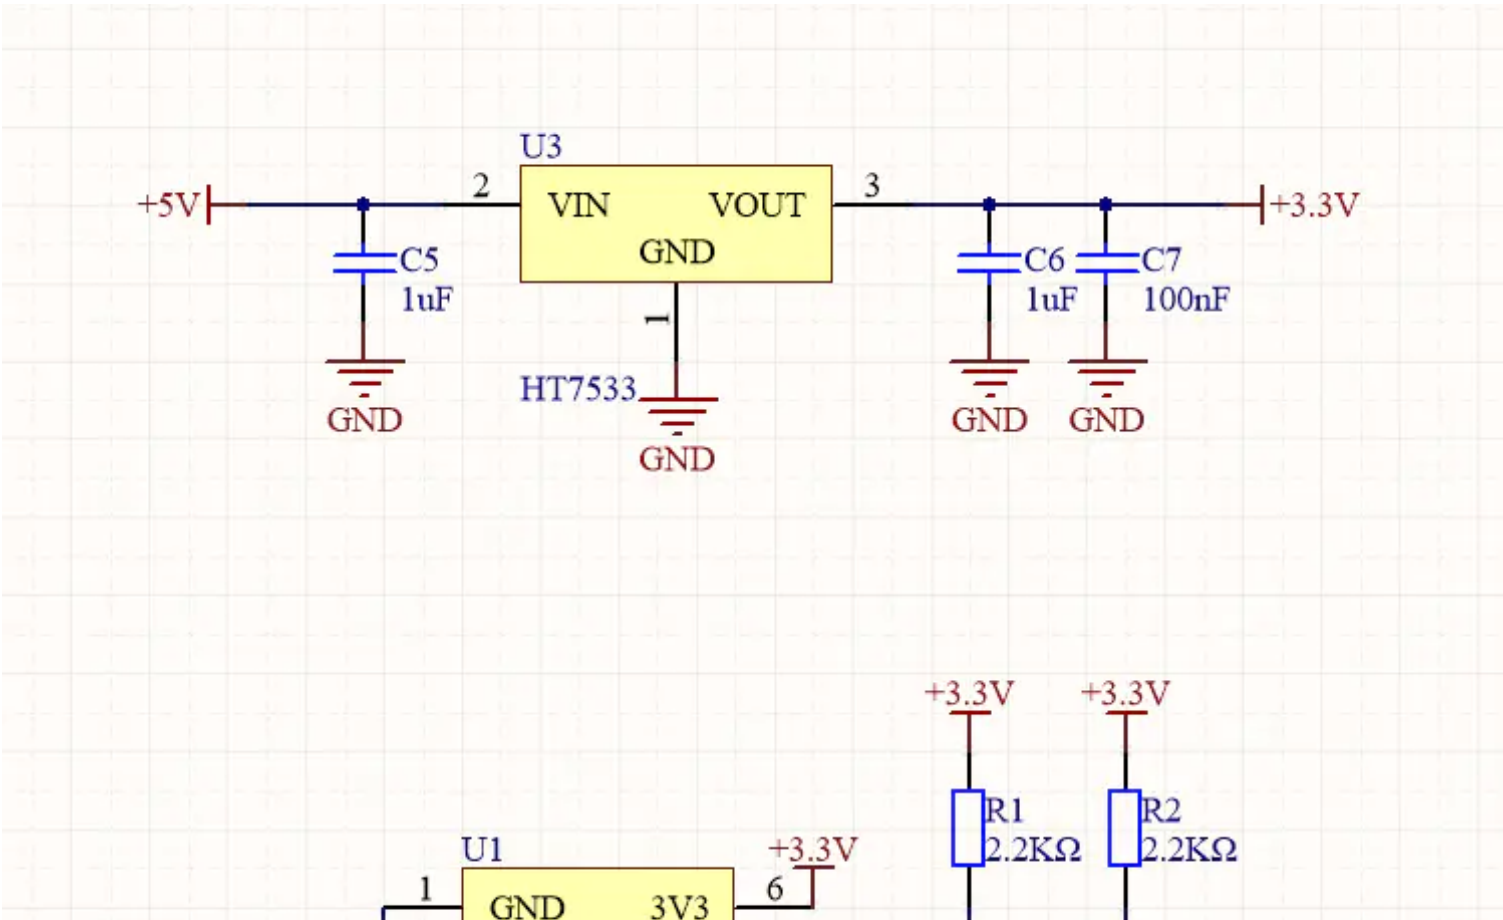 U3
+5V
2
VIN
VOUT
3
+3.3V
GND
C5
1uF
C6
1uF
C7
100nF
1
HT7533
GND
GND
GND
GND
+3.3V
+3.3V
R1
2.2KΩ
R2
2.2KΩ
U1
+3.3V
1
GND
3V3
6